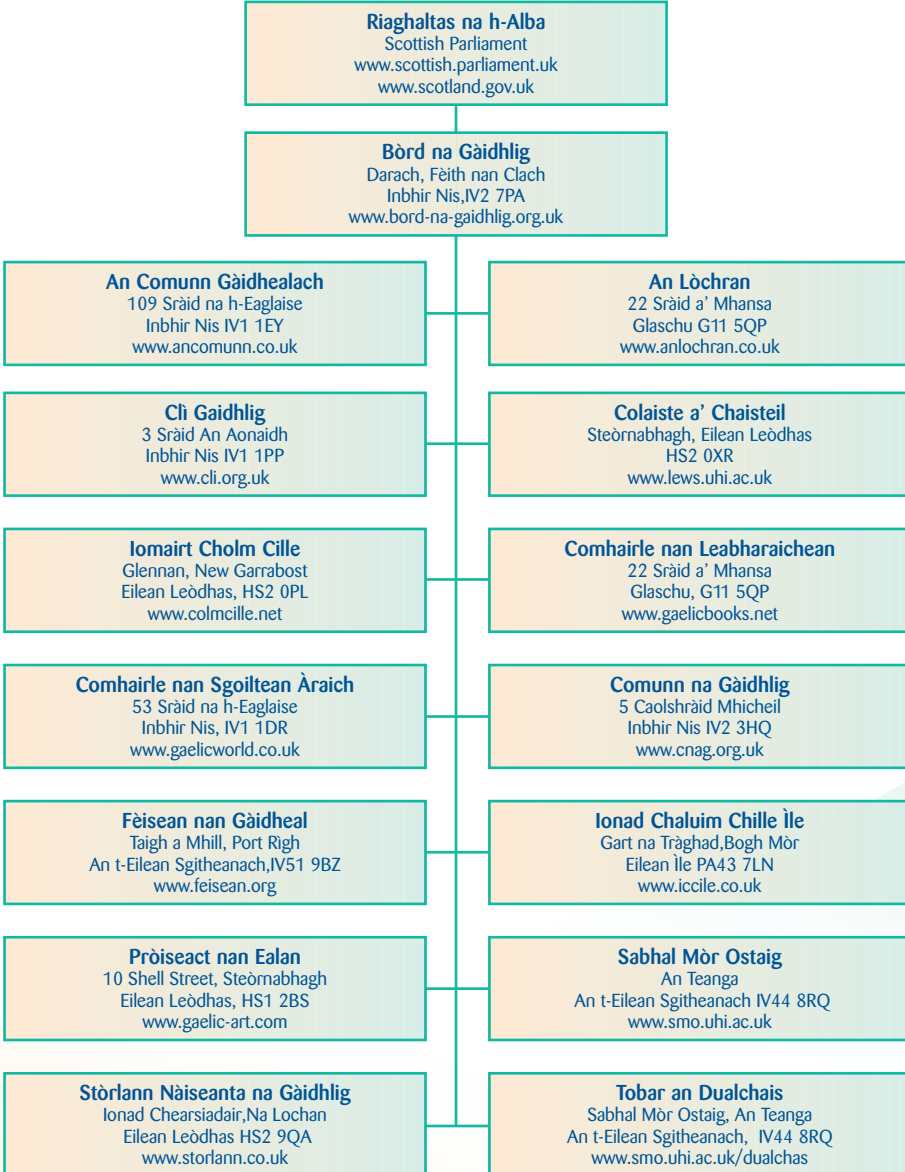 Riaghaltas na h-Alba
Scottish Parliament
www.scottish.parliament.uk
www.scotland.gov.uk
Bòrd na Gàidhlig
Darach, Fèith nan Clach
Inbhir Nis,IV2 7PA
www.bord-na-gaidhlig.org.uk
An Comunn Gàidhealach
109 Sràid na h-Eaglaise
Inbhir Nis IV1 1EY
www.ancomunn.co.uk
An Lòchran
22 Sràid a' Mhansa
Glaschu G11 5QP
www.anlochran.co.uk
Clì Gaidhlig
3 Sràid An Aonaidh
Inbhir Nis IV1 1PP
www.cli.org.uk
Colaiste a' Chaisteil
Steòrnabhagh, Eilean Leòdhas
HS2 0XR
www.lews.uhi.ac.uk
Iomairt Cholm Cille
Glennan, New Garrabost
Eilean Leòdhas, HS2 0PL
www.colmcille.net
Comhairle nan Leabharaichean
22 Sràid a' Mhansa
Glaschu, G11 5QP
www.gaelicbooks.net
Comhairle nan Sgoiltean Àraich
53 Sràid na h-Eaglaise
Inbhir Nis, IV1 1DR
www.gaelicworld.co.uk
Comunn na Gàidhlig
5 Caolshràid Mhicheil
Inbhir Nis IV2 3HQ
www.cnag.org.uk
Fèisean nan Gàidheal
Taigh a Mhill, Port Rìgh
An t-Eilean Sgitheanach,IV51 9BZ
www.feisean.org
Ionad Chaluim Chille Ìle
Gart na Tràghad,Bogh Mòr
Eilean Ìle PA43 7LN
www.iccile.co.uk
Pròiseact nan Ealan
10 Shell Street, Steòrnabhagh
Eilean Leòdhas, HS1 2BS
www.gaelic-art.com
Sabhal Mòr Ostaig
An Teanga
An t-Eilean Sgitheanach IV44 8RQ
www.smo.uhi.ac.uk
Stòrlann Nàiseanta na Gàidhlig
Ionad Chearsiadair,Na Lochan
Eilean Leòdhas HS2 9QA
www.storlann.co.uk
Tobar an Dualchais
Sabhal Mòr Ostaig, An Teanga
An t-Eilean Sgitheanach, IV44 8RQ
www.smo.uhi.ac.uk/dualchas